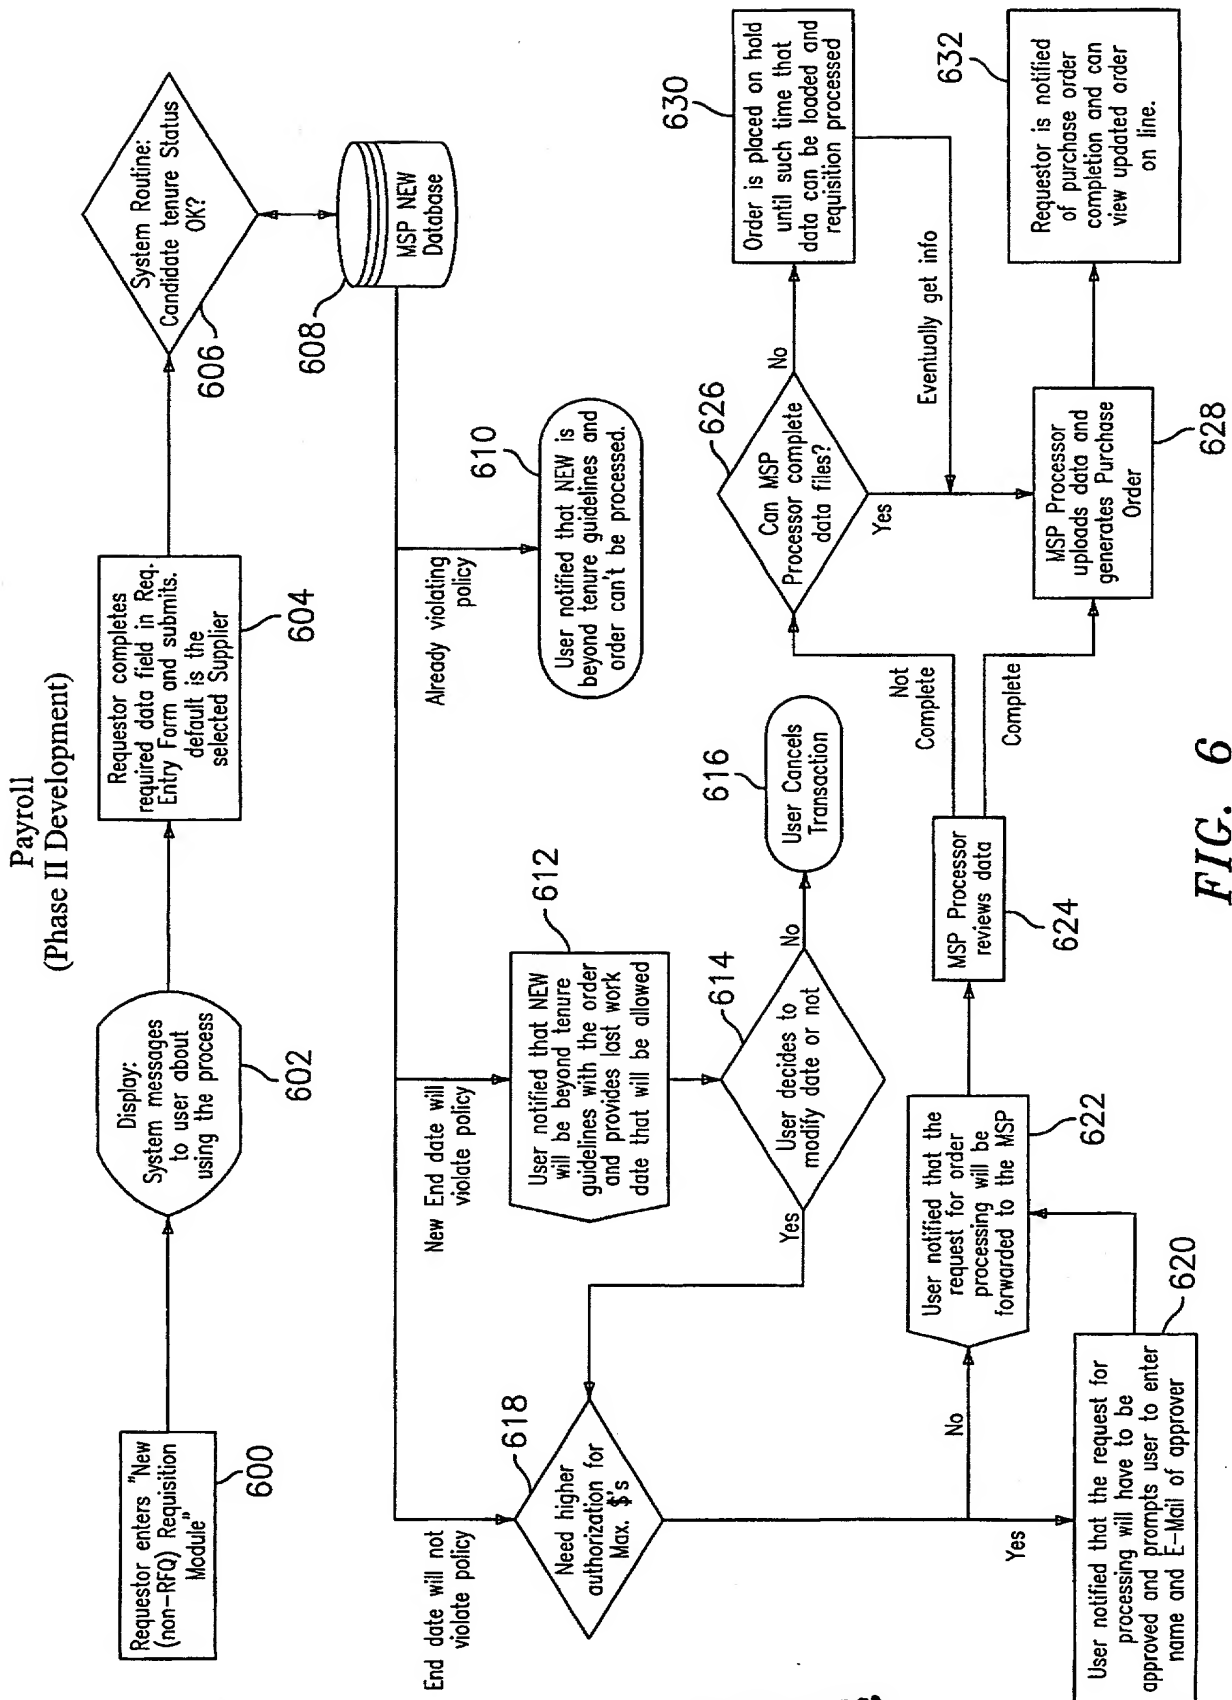 Payroll
(Phase II Development)
Requestor enters "New
(non-RFQ) Requisition
Module"
600
Display:
System messages
to user about
using the process
602
Requestor completes
required data field in Req.
Entry Form and submits.
default is the
selected Supplier
604
System Routine:
Candidate tenure Status
OK?
606
MSP NEW
Database
608
End date will not
violate policy
New End date will
violate policy
Already violating
policy
User notified that NEW is
beyond tenure guidelines and
order can't be processed.
610
User notified that NEW
will be beyond tenure
guidelines with the order
and provides last work
date that will be allowed
612
User decides to
modify date or not
614
No
Yes
User Cancels
Transaction
616
Need higher
authorization for
Max. $'s
618
No
Yes
User notified that the request for
processing will have to be
approved and prompts user to enter
name and E-Mail of approver
620
User notified that the
request for order
processing will be
forwarded to the MSP
622
MSP Processor
reviews data
624
Not
Complete
Complete
Can MSP
Processor complete
data files?
626
No
Yes
Order is placed on hold
until such time that
data can be loaded and
requisition processed
630
Eventually get info
MSP Processor
uploads data and
generates Purchase
Order
628
Requestor is notified
of purchase order
completion and can
view updated order
on line.
632
FIG. 6